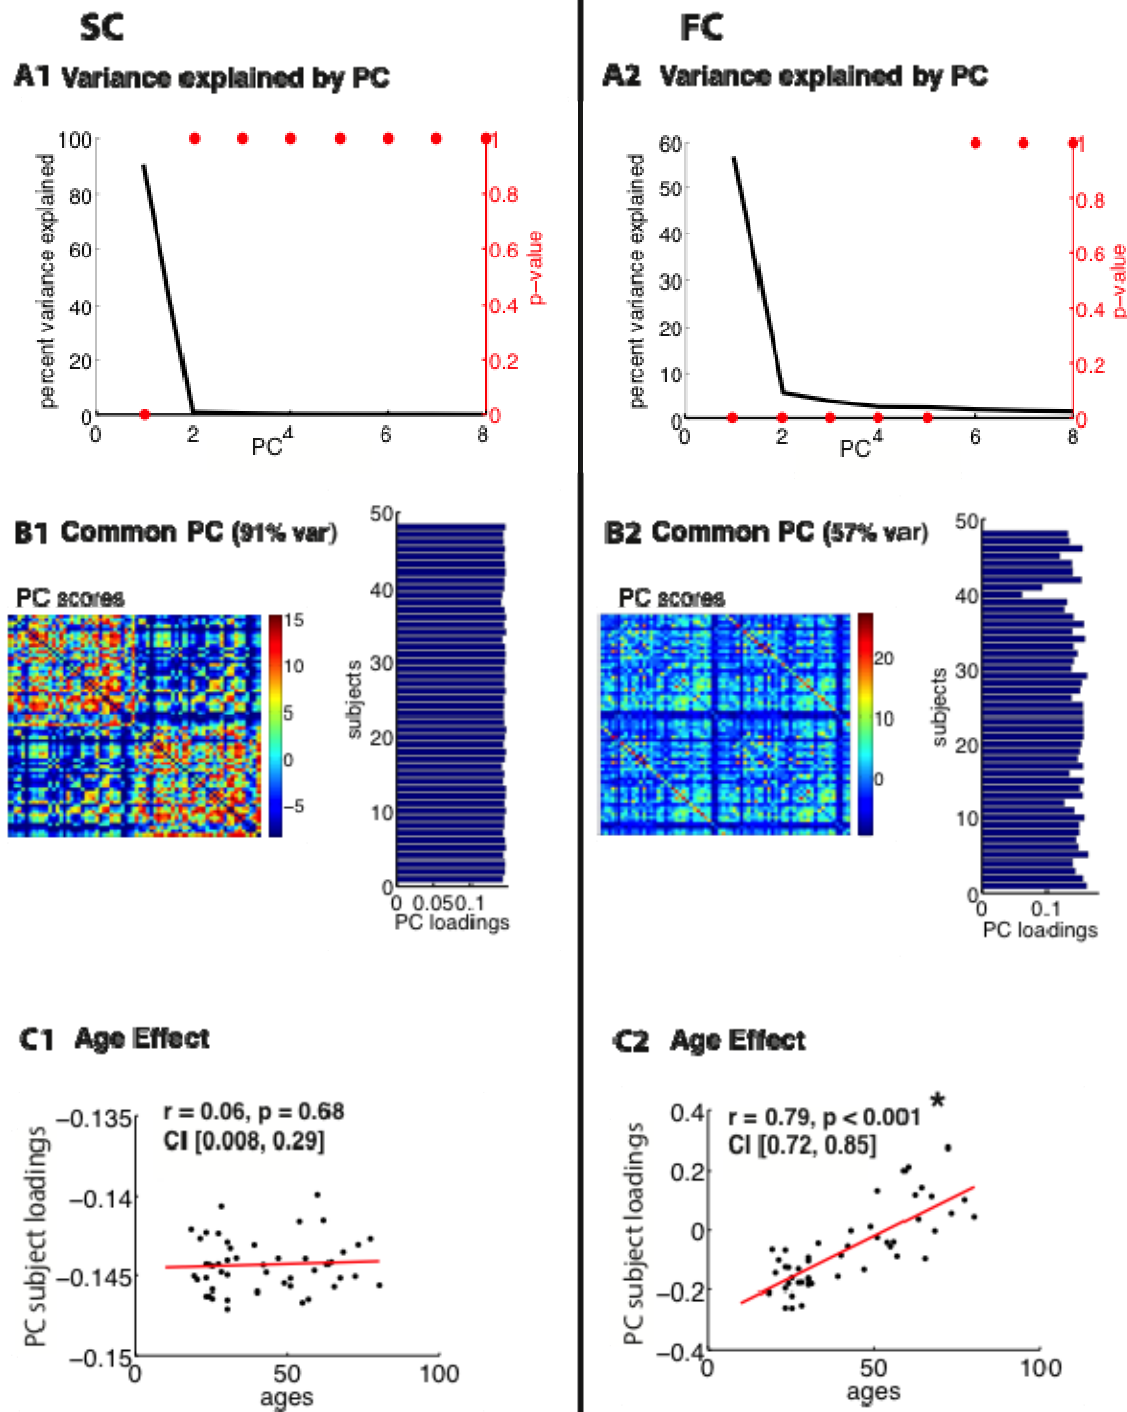 SC
A1 Variance explained by PC
100
80
60
40
20
0
percent variance explained
0
2
4
6
8
PC
1
0.8
0.6
0.4
0.2
0
p-value
B1 Common PC (91% var)
PC scores
15
10
5
0
−5
50
40
30
20
10
0
subjects
0 0.050.1
PC loadings
C1 Age Effect
r = 0.06, p = 0.68
CI [0.008, 0.29]
−0.135
−0.14
−0.145
−0.15
PC subject loadings
0
50
100
ages
FC
A2 Variance explained by PC
60
50
40
30
20
10
0
percent variance explained
0
2
4
6
8
PC
1
0.8
0.6
0.4
0.2
0
p-value
B2 Common PC (57% var)
PC scores
20
10
0
50
40
30
20
10
0
subjects
0 0.1
PC loadings
C2 Age Effect
*
r = 0.79, p < 0.001
CI [0.72, 0.85]
0.4
0.2
0
−0.2
−0.4
PC subject loadings
0
50
100
ages